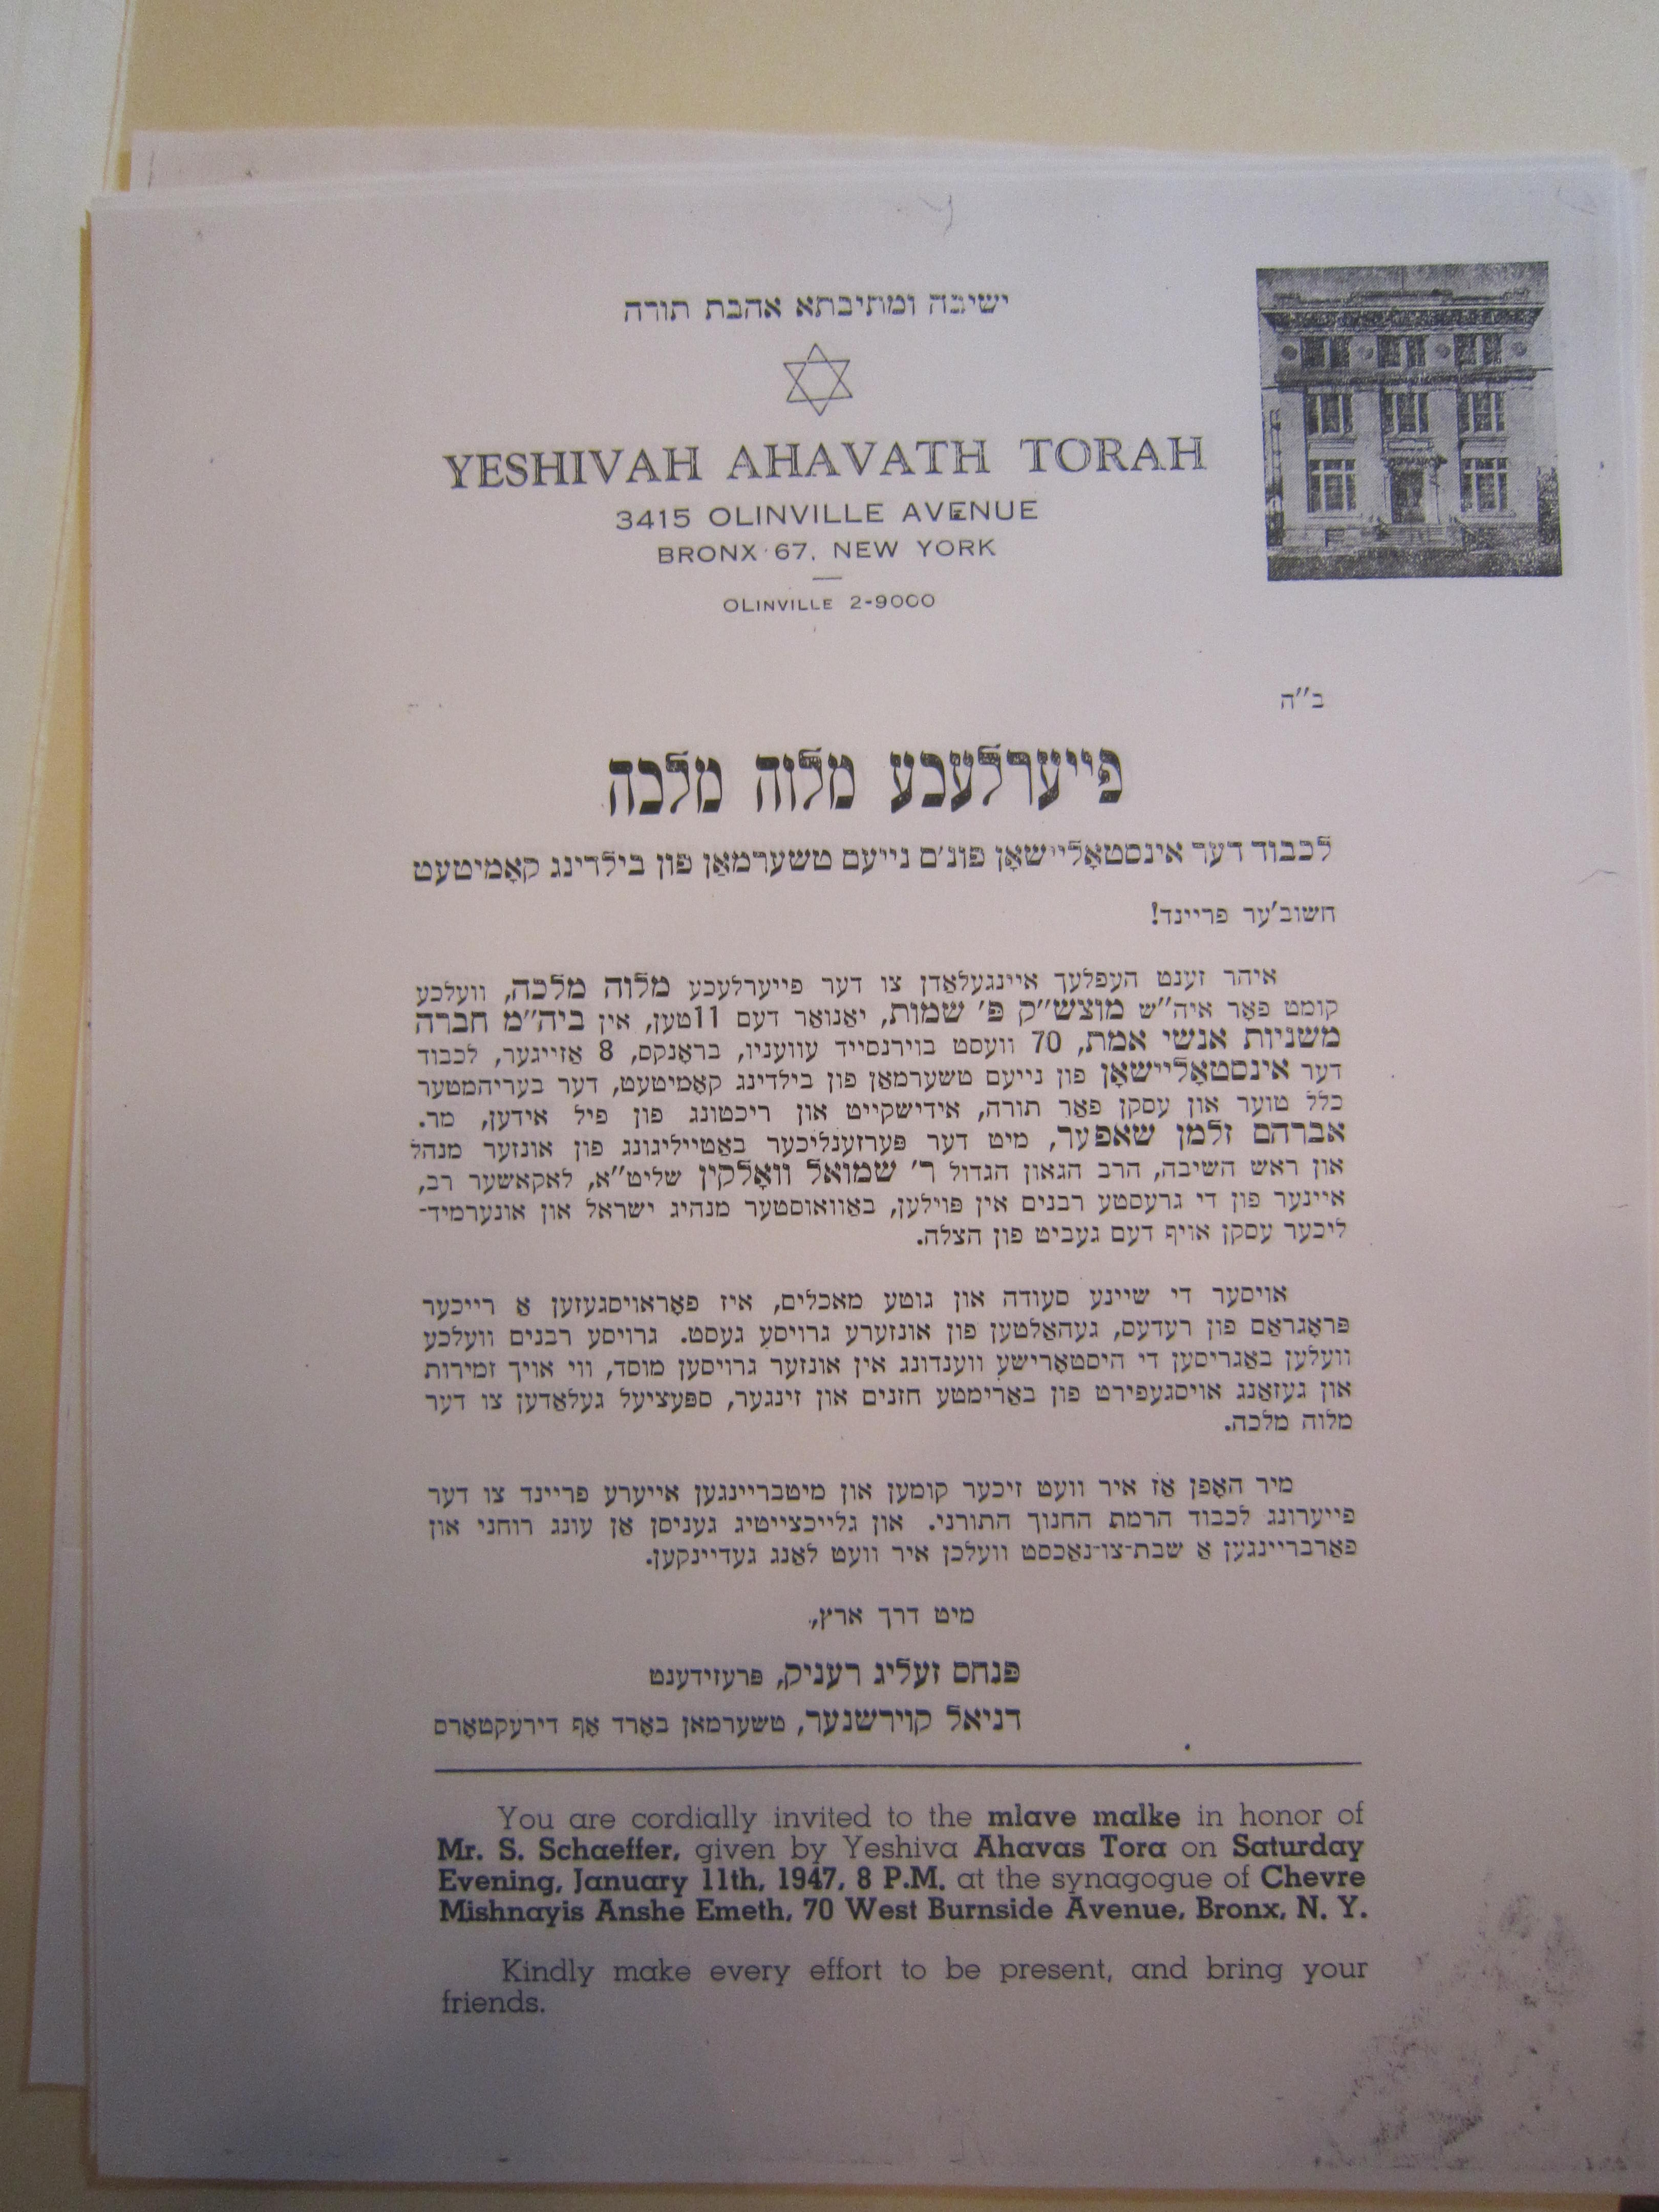 ישיבה ומתיבתא אהבת תורה
YESHIVAH AHAVATH TORAH
3415 OLINVILLE AVENUE
BRONX 67, NEW YORK
OLINVILLE 2-9000
ב"ה
פייערלעכע מלוה מלכה
לכבוד דער אינסטאָליישאָן פונ'ם נייעם טשערמאַן פון בילדינג קאָמיטעט
חשוב'ער פריינד!
איהר זענט העפלעך איינגעלאַדן צו דער פייערלעכע מלוה מלכה, וועלכע
קומט פאָר איה"ש מוצש"ק פ' שמות, יאַנואַר דעם 11טען, אין ביה"מ חברה
משניות אנשי אמת, 70 וועסט בוירנסייד עוועניו, בראָנקס, 8 אַזייגער, לכבוד
דער אינסטאָליישאָן פון נייעם טשערמאַן פון בילדינג קאָמיטעט, דער בעריהמטער
כלל טוער און עסקן פאַר תורה, אידישקייט און ריכטונג פון פיל אידען, מר.
אברהם זלמן שאפער, מיט דער פּערזענליכער באַטייליגונג פון אונזער מנהל
און ראש השיבה, הרב הגאון הגדול ר' שמואל וואָלקין שליט"א, לאקאשער רב,
איינער פון די גרעסטע רבנים אין פּוילען, באַוואוסטער מנהיג ישראל און אונערמיד־
ליכער עסקן אויף דעם געביט פון הצלה.
אויסער די שיינע סעודה און גוטע מאכלים, איז פאָראויסגעזען אַ רייכער
פּראָגראַם פון רעדעס, געהאַלטען פון אונזערע גרויסע געסט. גרויסע רבנים וועלכע
וועלען באַגריסען די היסטאָרישע ווענדונג אין אונזער גרויסען מוסד, ווי אויך זמירות
און געזאַנג אויסגעפירט פון באַרימטע חזנים און זינגער, ספּעציעל געלאַדען צו דער
מלוה מלכה.
מיר האָפן אַז איר וועט זיכער קומען און מיטבריינגען אייערע פריינד צו דער
פייערונג לכבוד הרמת החנוך התורני. און גלייכצייטיג געניסן אַן עונג רוחני און
פאַרבריינגען אַ שבת־צו־נאַכסט וועלכן איר וועט לאַנג געדיינקען.
מיט דרך ארץ,
פּנחס זעליג רעניק, פּרעזידענט
דניאל קוירשנער, טשערמאן באָרד אָף דירעקטאָרס
You are cordially invited to the mlave malke in honor of
Mr. S. Schaeffer, given by Yeshiva Ahavas Tora on Saturday
Evening, January 11th, 1947, 8 P.M. at the synagogue of Chevre
Mishnayis Anshe Emeth, 70 West Burnside Avenue, Bronx, N. Y.
Kindly make every effort to be present, and bring your
friends.